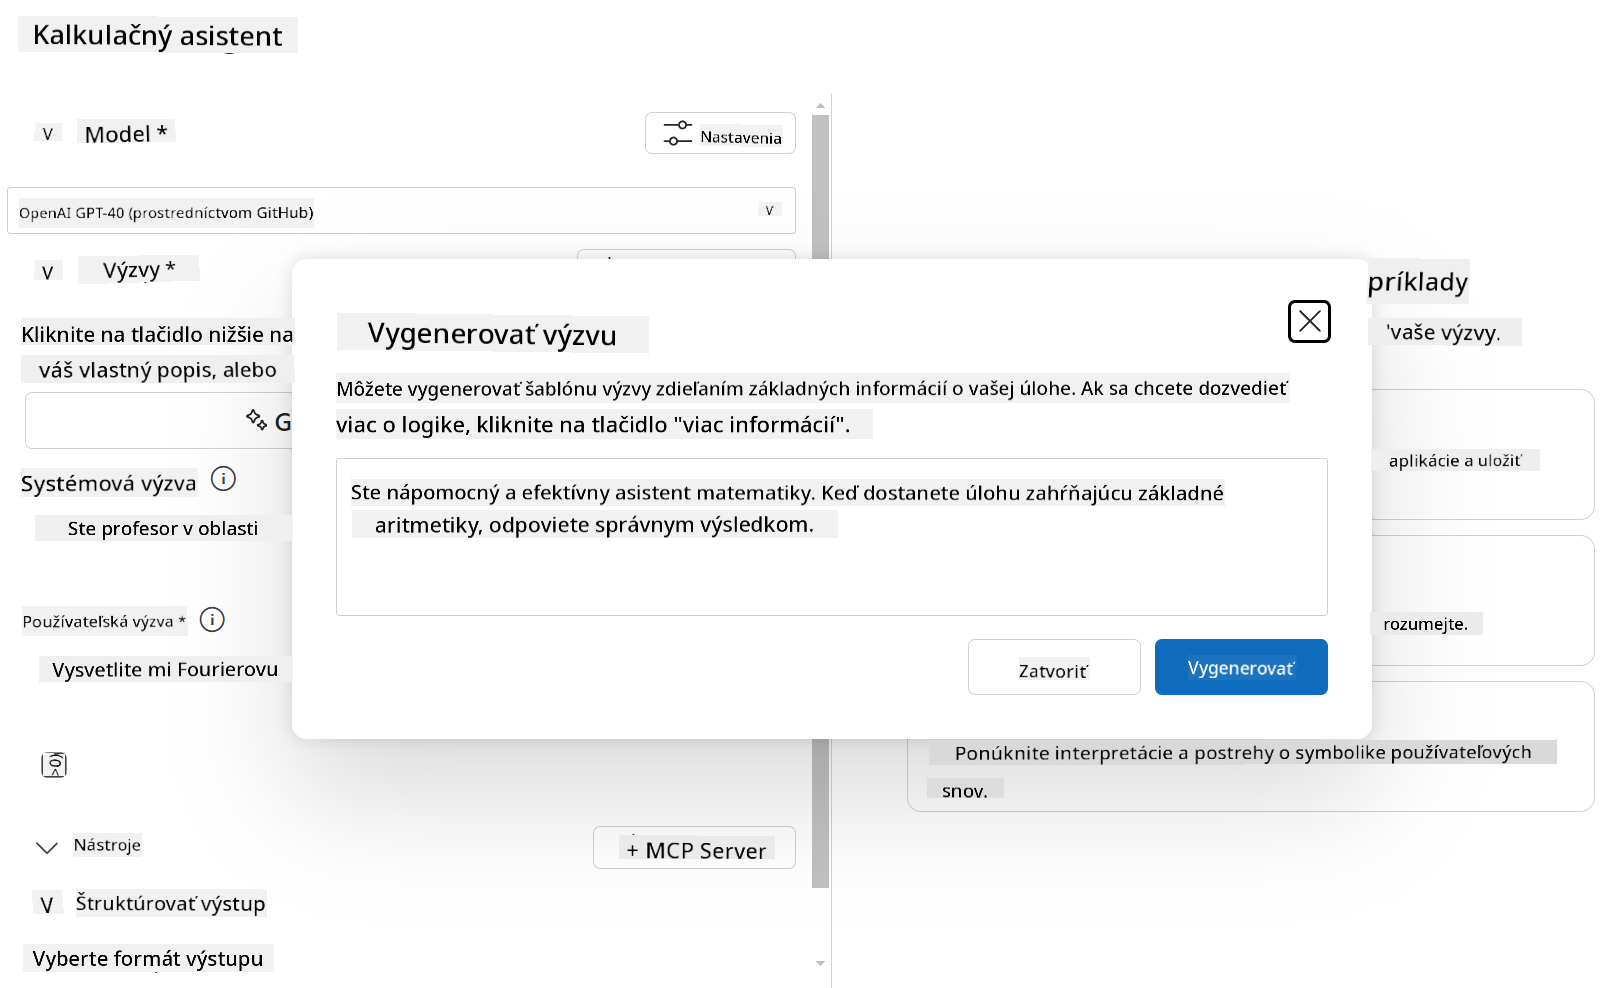 Kalkulačný asistent
Model *
Nastavenia
OpenAI GPT-40 (prostredníctvom GitHub)
Výzvy *
Kliknite na tlačidlo nižšie na
váš vlastný popis, alebo
G
Systémová výzva
Ste profesor v oblasti
Používateľská výzva *
Vysvetlite mi Fourierovu
Nástroje
+ MCP Server
Štruktúrovať výstup
Vyberte formát výstupu
Vygenerovať výzvu
Môžete vygenerovať šablónu výzvy zdieľaním základných informácií o vašej úlohe. Ak sa chcete dozvedieť
viac o logike, kliknite na tlačidlo "viac informácií".
Ste nápomocný a efektívny asistent matematiky. Keď dostanete úlohu zahŕňajúcu základné
aritmetiky, odpoviete správnym výsledkom.
Zatvoriť
Vygenerovať
príklady
'vaše výzvy.
aplikácie a uložiť
rozumejte.
Ponúknite interpretácie a postrehy o symbolike používateľových
snov.